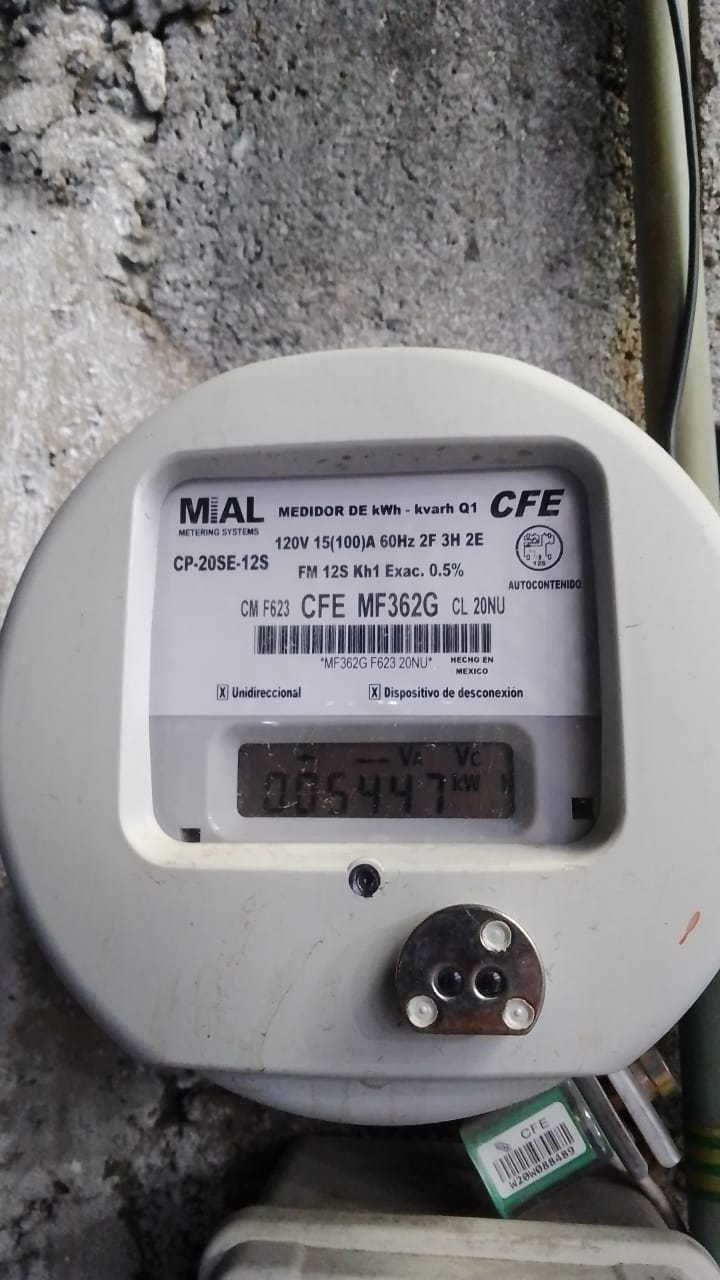 MIAL
METERING SYSTEMS
MEDIDOR DE kWh - kvarh Q1
CFE
120V 15(100)A 60Hz 2F 3H 2E
CP-20SE-12S
FM 12S Kh1 Exac. 0.5%
12S
AUTOCONTENIDO
CM F623 CFE MF362G CL 20NU
*MF362G F623 20NU*
HECHO EN
MEXICO
X Unidireccional
X Dispositivo de desconexión
VA VC
005447 kW H
CFE
W20W088489